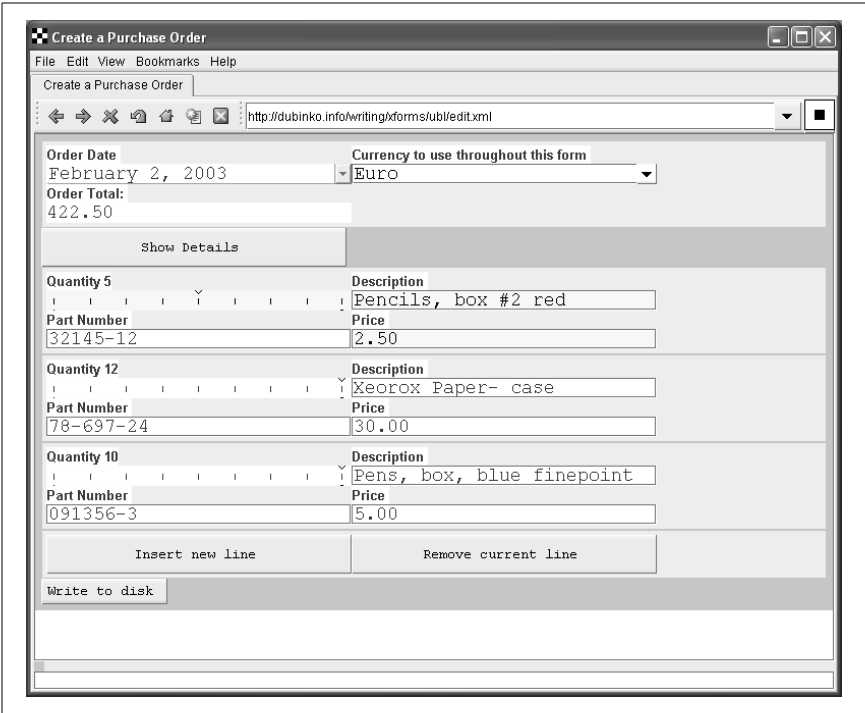 Create a Purchase Order
File Edit View Bookmarks Help
Create a Purchase Order
http://dubinko.info/writing/xforms/ubl/edit.xml
Order Date Currency to use throughout this form
February 2, 2003 Euro
Order Total:
422.50
Show Details
Quantity 5 Description
Pencils, box #2 red
Part Number Price
32145-12 2.50
Quantity 12 Description
Xeorox Paper- case
Part Number Price
78-697-24 30.00
Quantity 10 Description
Pens, box, blue finepoint
Part Number Price
091356-3 5.00
Insert new line Remove current line
Write to disk